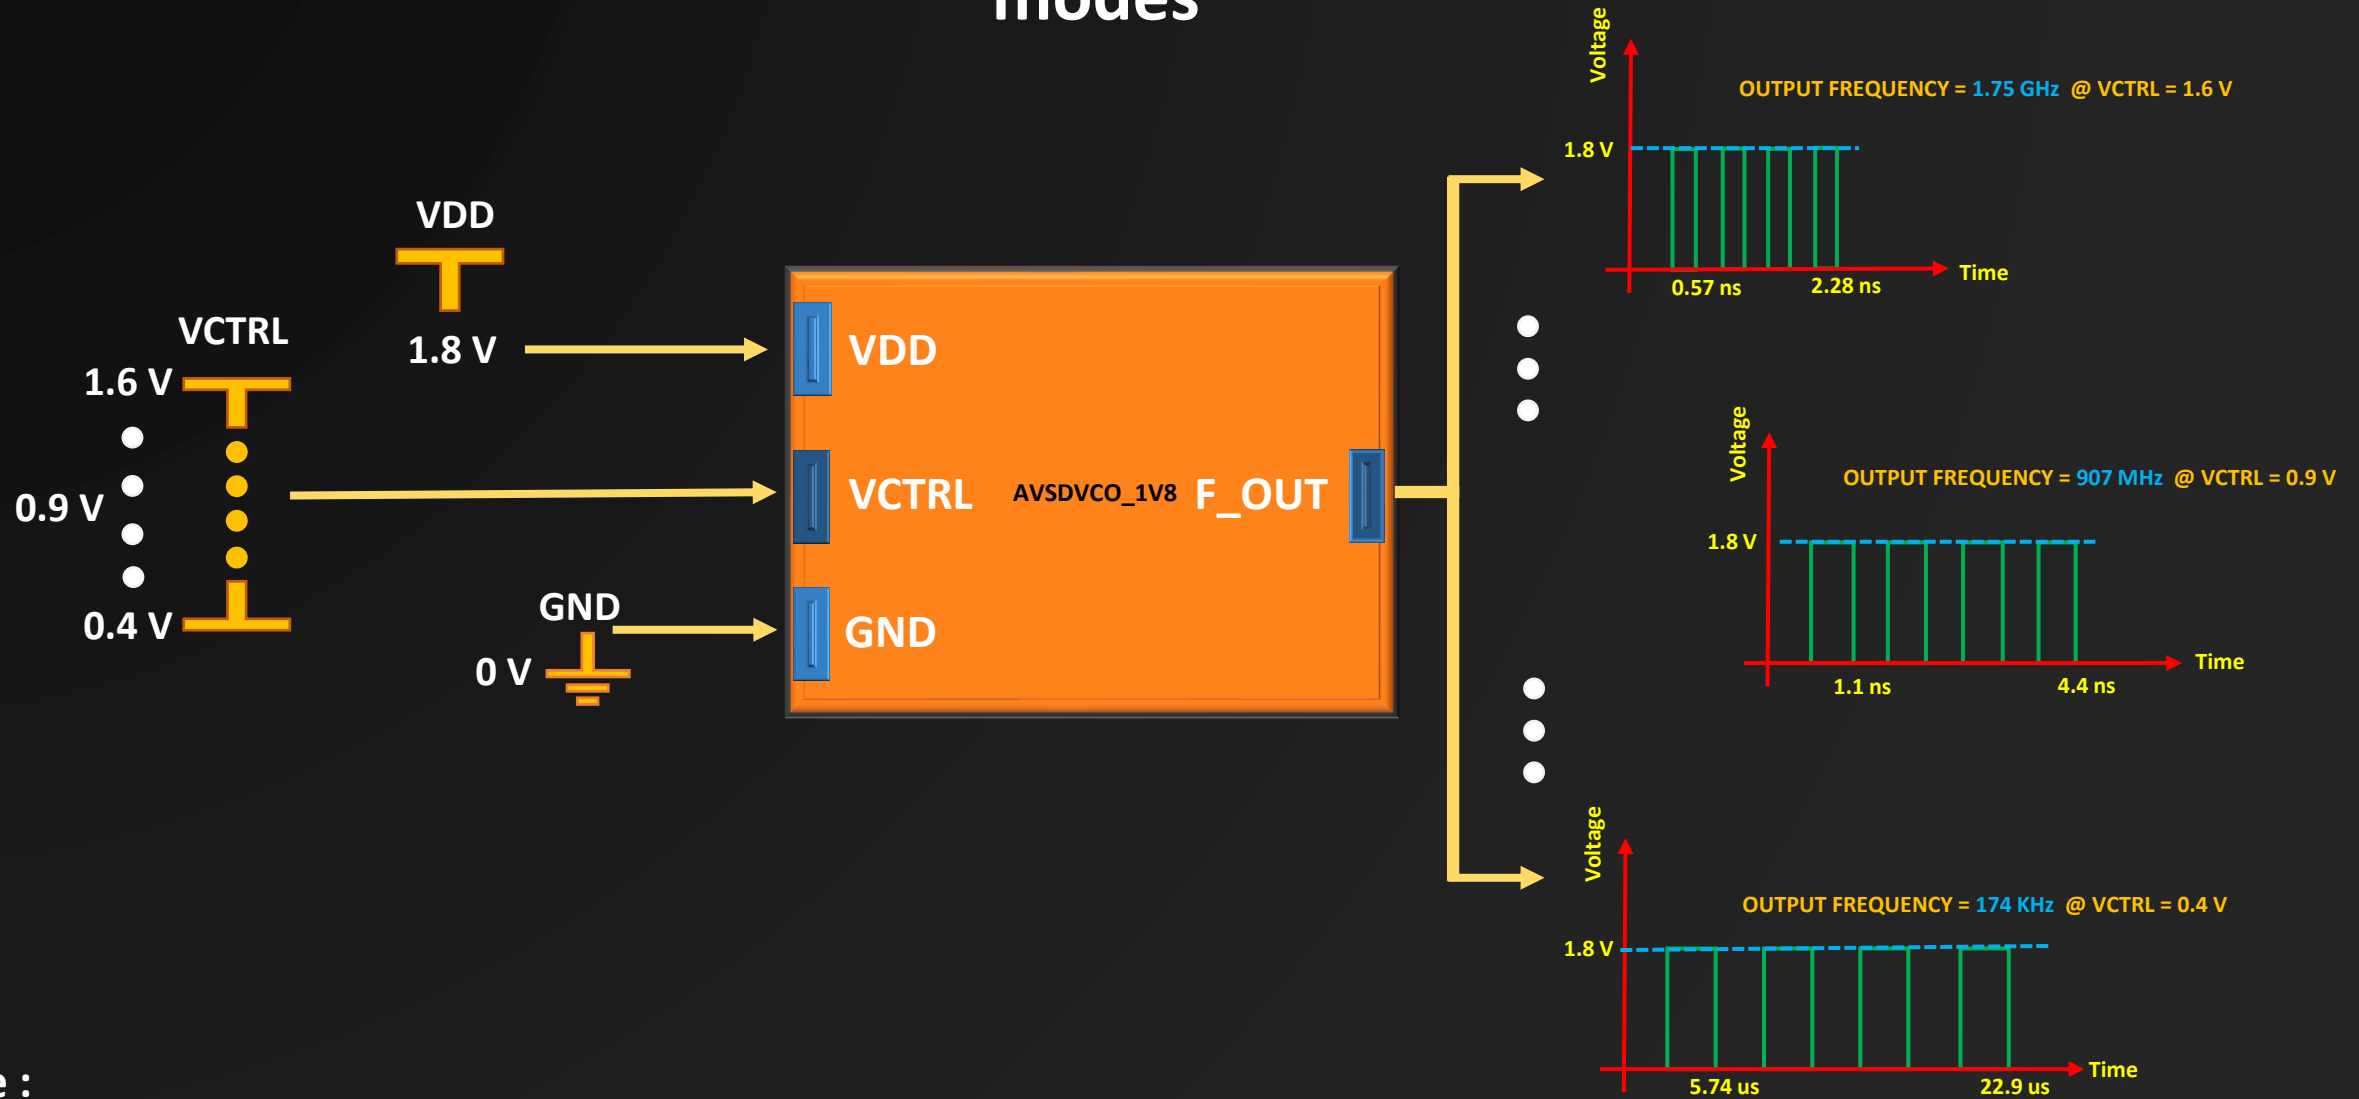 modes
Voltage
OUTPUT FREQUENCY = 1.75 GHz @ VCTRL = 1.6 V
1.8 V
0.57 ns
2.28 ns
Time
VDD
1.8 V
VCTRL
1.6 V
0.9 V
0.4 V
GND
0 V
VDD
VCTRL
AVSDVCO_1V8
F_OUT
GND
Voltage
OUTPUT FREQUENCY = 907 MHz @ VCTRL = 0.9 V
1.8 V
1.1 ns
4.4 ns
Time
Voltage
OUTPUT FREQUENCY = 174 KHz @ VCTRL = 0.4 V
1.8 V
5.74 us
22.9 us
Time